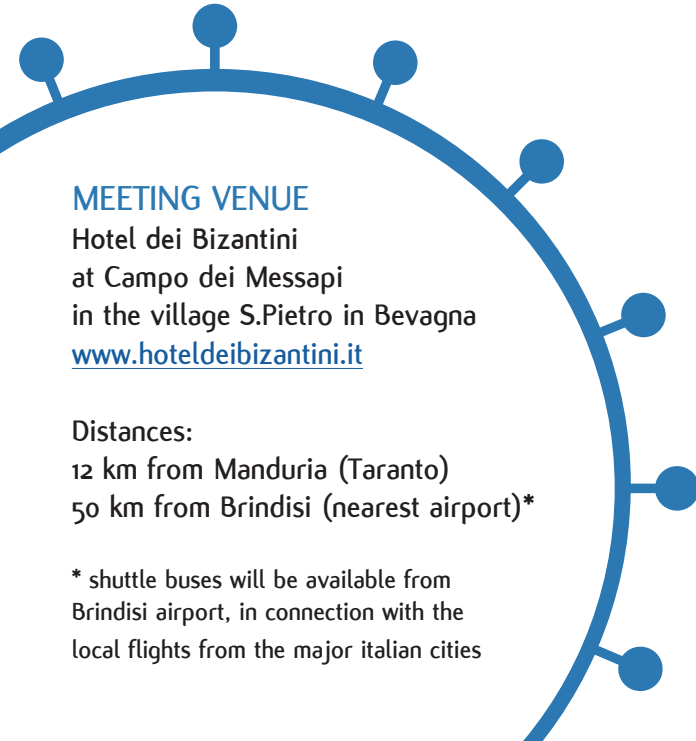 MEETING VENUE
Hotel dei Bizantini
at Campo dei Messapi
in the village S.Pietro in Bevagna
www.hoteldeibizantini.it
Distances:
12 km from Manduria (Taranto)
50 km from Brindisi (nearest airport)*
* shuttle buses will be available from
Brindisi airport, in connection with the
local flights from the major italian cities